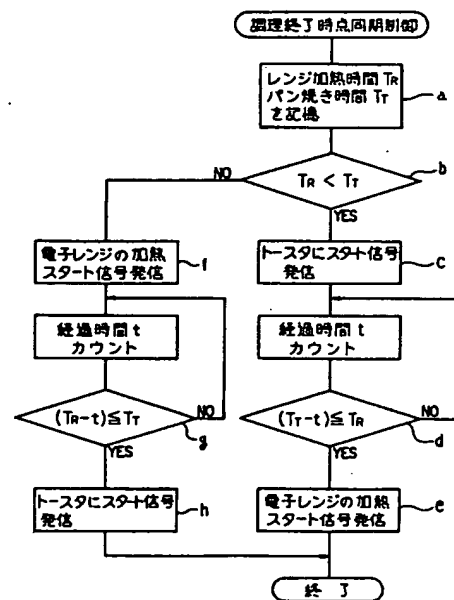 調理終了時点同期制御
レンジ加熱時間 TR
パン焼き時間 TT
を記憶
a
TR < TT
b
NO
YES
電子レンジの加熱
スタート信号発信
f
トースタにスタート信号
発信
c
経過時間 t
カウント
経過時間 t
カウント
(TR-t)≦TT
NO
g
YES
(TT-t)≦TR
NO
d
YES
トースタにスタート信号
発信
h
電子レンジの加熱
スタート信号発信
e
終了